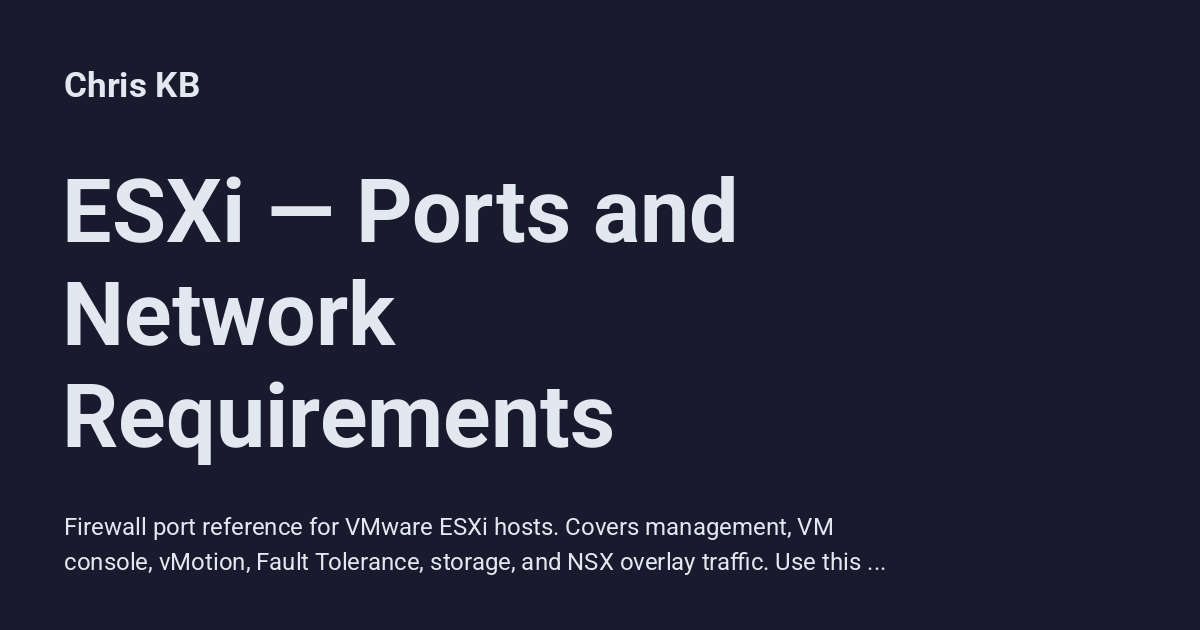 Chris KB
ESXi — Ports and
Network
Requirements
Firewall port reference for VMware ESXi hosts. Covers management, VM
console, vMotion, Fault Tolerance, storage, and NSX overlay traffic. Use this ...